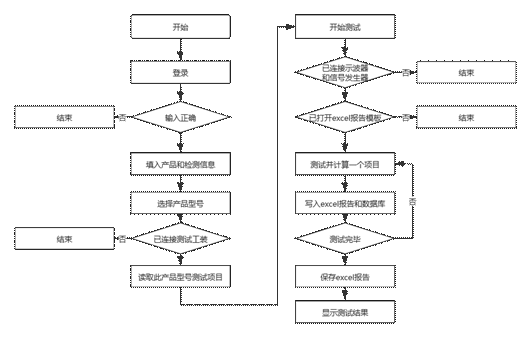 开始
登录
输入正确
否
结束
填入产品和检测信息
选择产品型号
已连接测试工装
否
结束
读取此产品型号测试项目
开始测试
已连接示波器
和信号发生器
否
结束
已打开excel报告模板
否
结束
测试并计算一个项目
写入excel报告和数据库
测试完毕
否
保存excel报告
显示测试结果